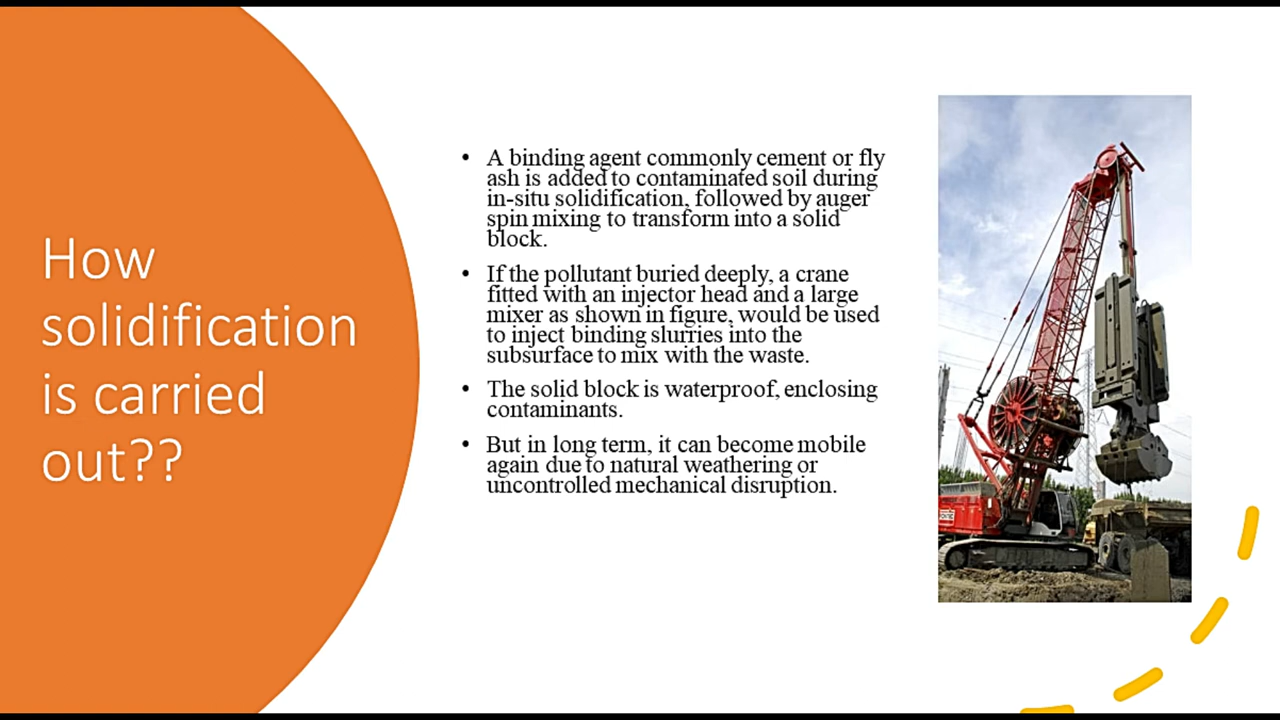 How
solidification
is carried
out??
• A binding agent commonly cement or fly
ash is added to contaminated soil during
in-situ solidification, followed by auger
spin mixing to transform into a solid
block.
• If the pollutant buried deeply, a crane
fitted with an injector head and a large
mixer as shown in figure, would be used
to inject binding slurries into the
subsurface to mix with the waste.
• The solid block is waterproof, enclosing
contaminants.
• But in long term, it can become mobile
again due to natural weathering or
uncontrolled mechanical disruption.